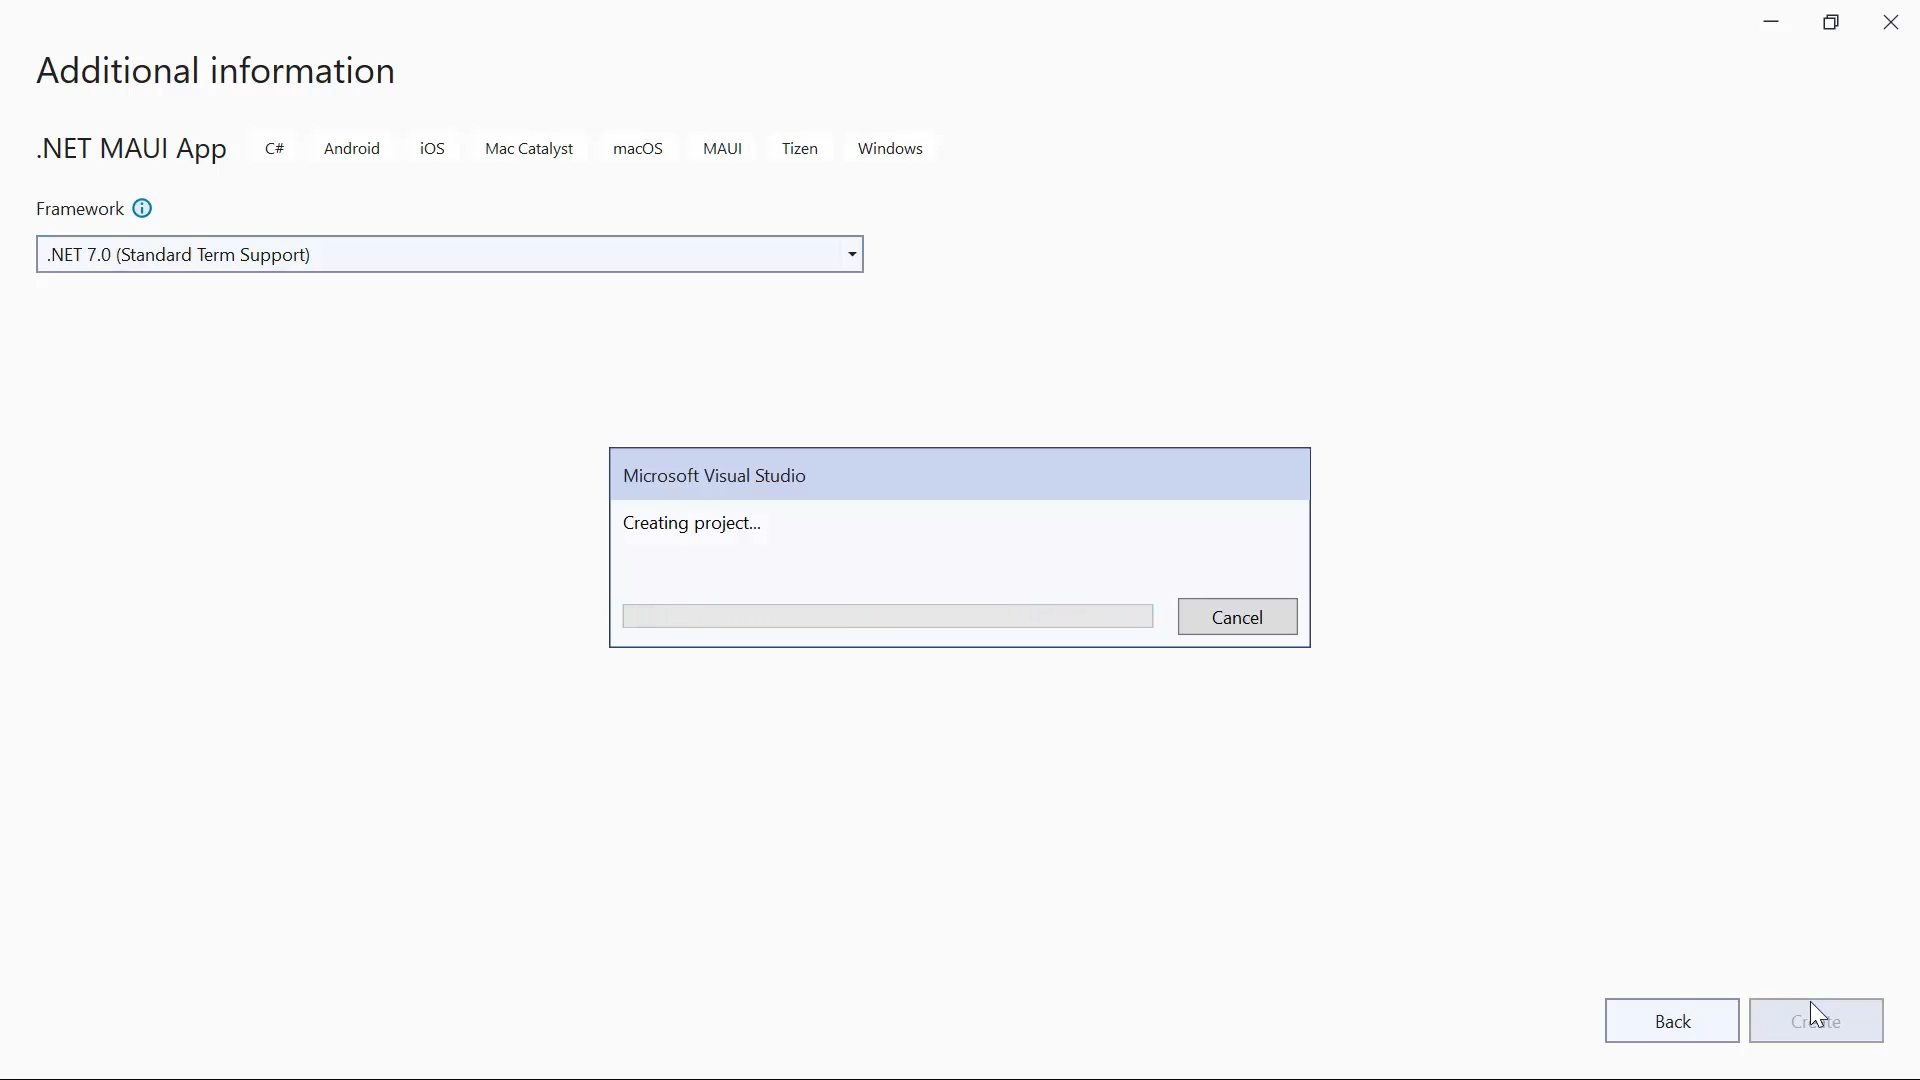 Additional information
.NET MAUI App C# Android iOS Mac Catalyst macOS MAUI Tizen Windows
Framework
.NET 7.0 (Standard Term Support)
Microsoft Visual Studio
Creating project...
Cancel
Back Create